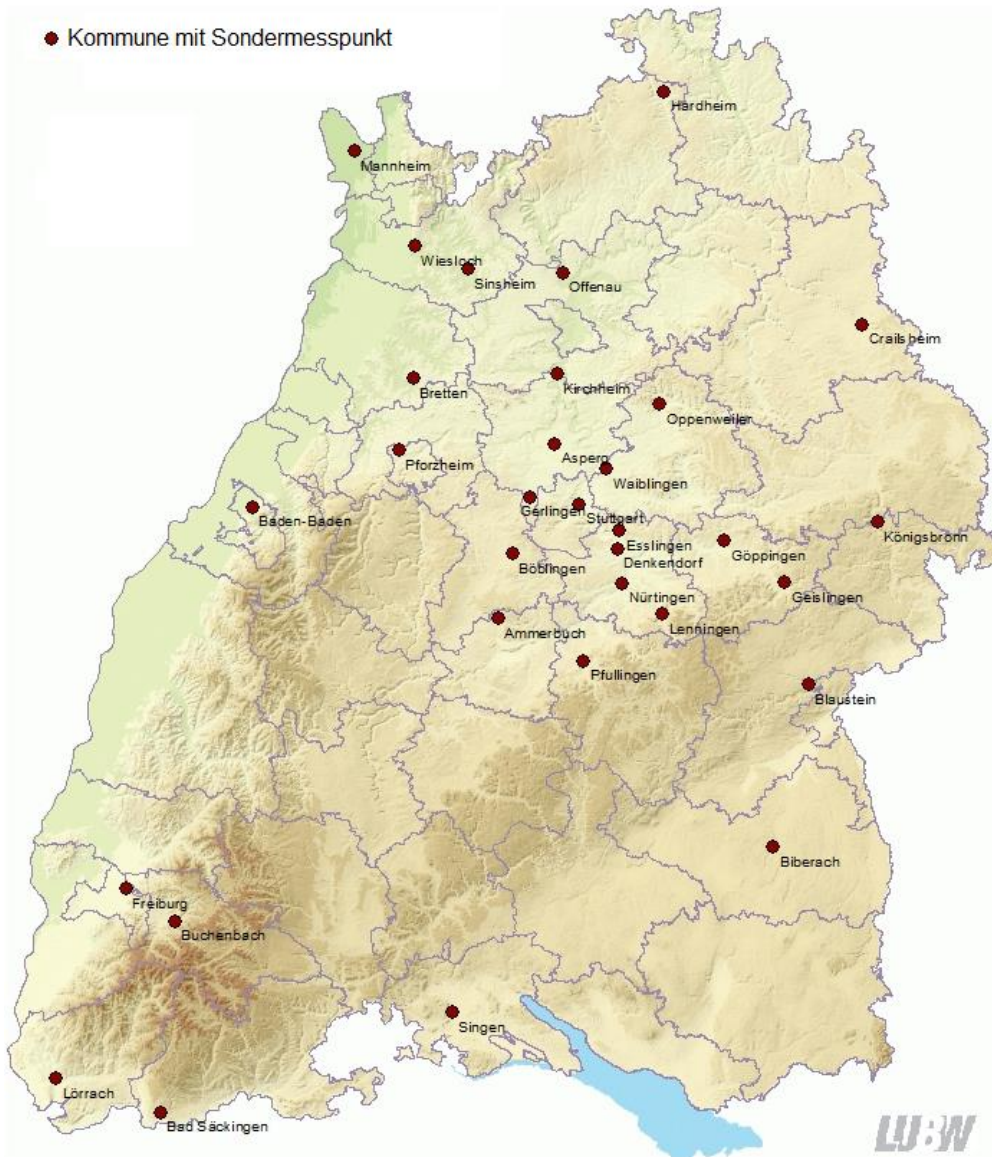 Kommune mit Sondermesspunkt
Hardheim
Mannheim
Wiesloch
Sinsheim
Offenau
Crailsheim
Kirchheim
Bretten
Oppenweiler
Asperg
Pforzheim
Waiblingen
Gerlingen
Stuttgart
Baden-Baden
Königsbronn
Esslingen
Göppingen
Denkendorf
Böblingen
Geislingen
Nürtingen
Lenningen
Ammerbuch
Pfullingen
Blaustein
Biberach
Freiburg
Buchenbach
Singen
Lörrach
Bad Säckingen
LUBW